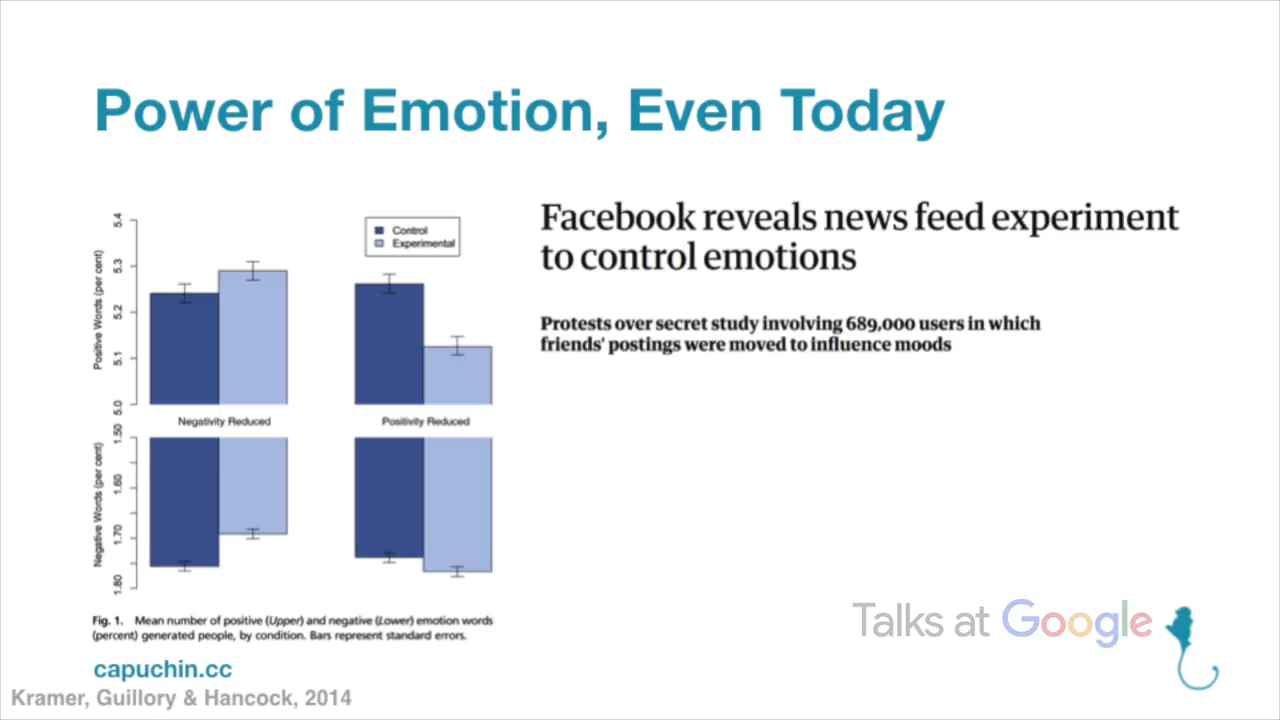 Power of Emotion, Even Today
Facebook reveals news feed experiment
to control emotions
Protests over secret study involving 689,000 users in which
friends' postings were moved to influence moods
Control
Experimental
Positive Words (per cent)
5.4
5.3
5.2
5.1
5.0
Negativity Reduced
Positivity Reduced
Negative Words (per cent)
1.50
1.60
1.70
1.80
Fig. 1. Mean number of positive (Upper) and negative (Lower) emotion words
(percent) generated people, by condition. Bars represent standard errors.
Talks at Google
capuchin.cc
Kramer, Guillory & Hancock, 2014